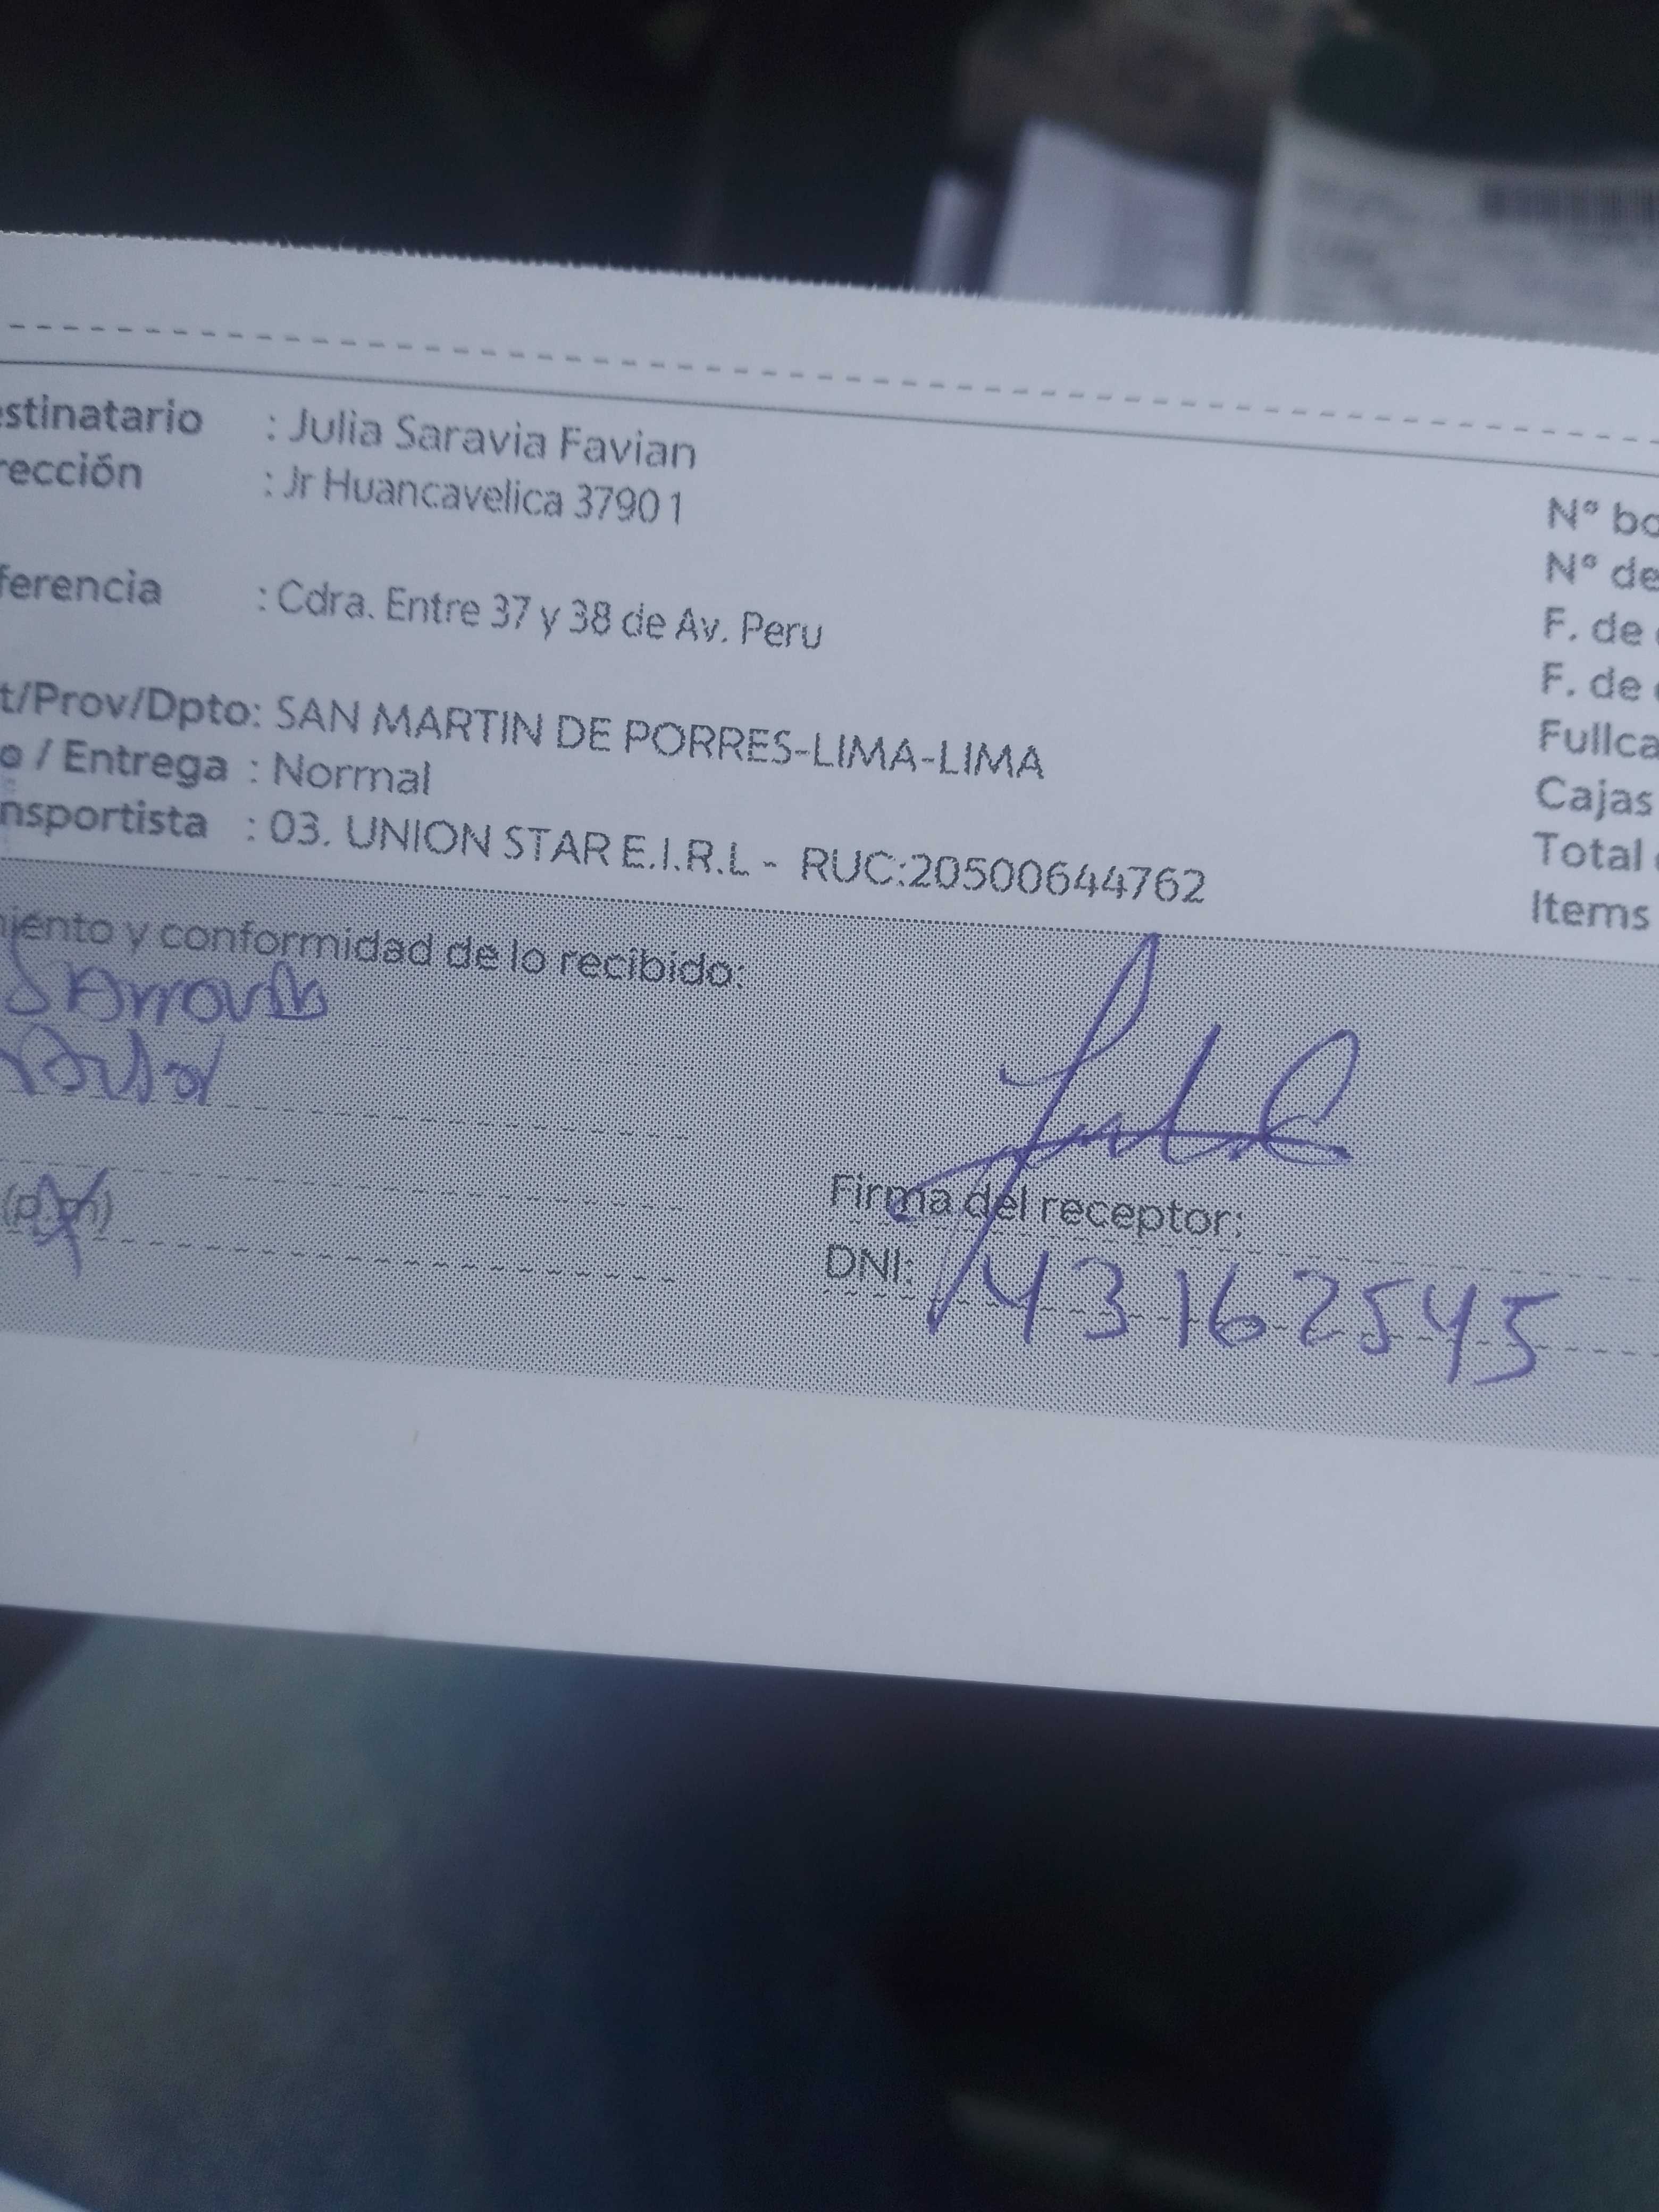 estinatario : Julia Saravia Favian
rección : Jr Huancavelica 3790 1
ferencia : Cdra. Entre 37 y 38 de Av. Peru
t/Prov/Dpto: SAN MARTIN DE PORRES-LIMA-LIMA
o / Entrega : Normal
nsportista : 03. UNION STAR E.I.R.L - RUC:20500644762
N° bo
N° de
F. de
F. de
Fullca
Cajas
Total
Items
niento y conformidad de lo recibido:
(p.m)
Firma del receptor:
DNI: 43162545